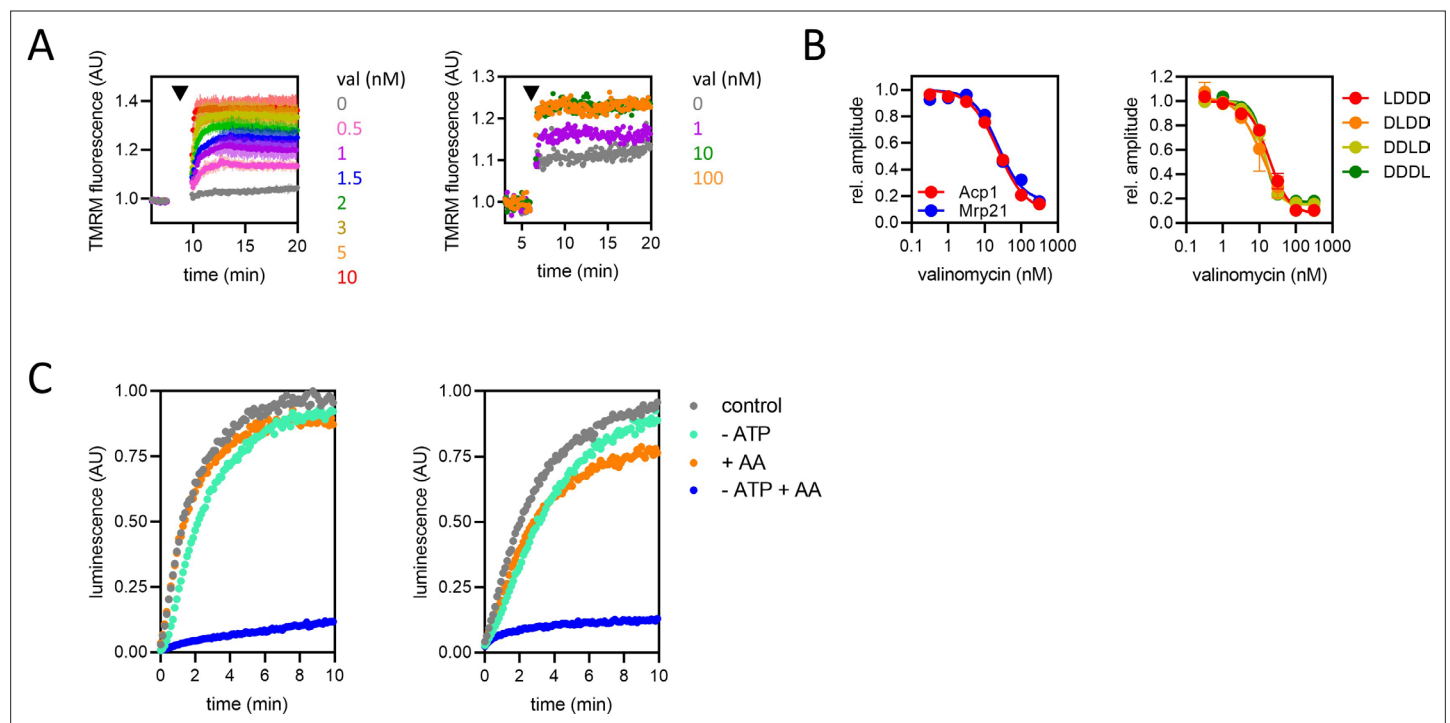 A
TMRM fluorescence (AU)
1.4
1.2
1.0
10
15
20
time (min)
val (nM)
0
0.5
1
1.5
2
3
5
10
TMRM fluorescence (AU)
1.3
1.2
1.1
1.0
5
10
15
20
time (min)
val (nM)
0
1
10
100
B
rel. amplitude
1.0
0.8
0.6
0.4
0.2
0.0
Acp1
Mrp21
0.1
1
10
100
1000
valinomycin (nM)
rel. amplitude
1.2
1.0
0.8
0.6
0.4
0.2
0.0
0.1
1
10
100
1000
valinomycin (nM)
LDDD
DLDD
DDLD
DDDL
C
luminescence (AU)
1.00
0.75
0.50
0.25
0.00
0
2
4
6
8
10
time (min)
luminescence (AU)
1.00
0.75
0.50
0.25
0.00
0
2
4
6
8
10
time (min)
control
- ATP
+ AA
- ATP + AA